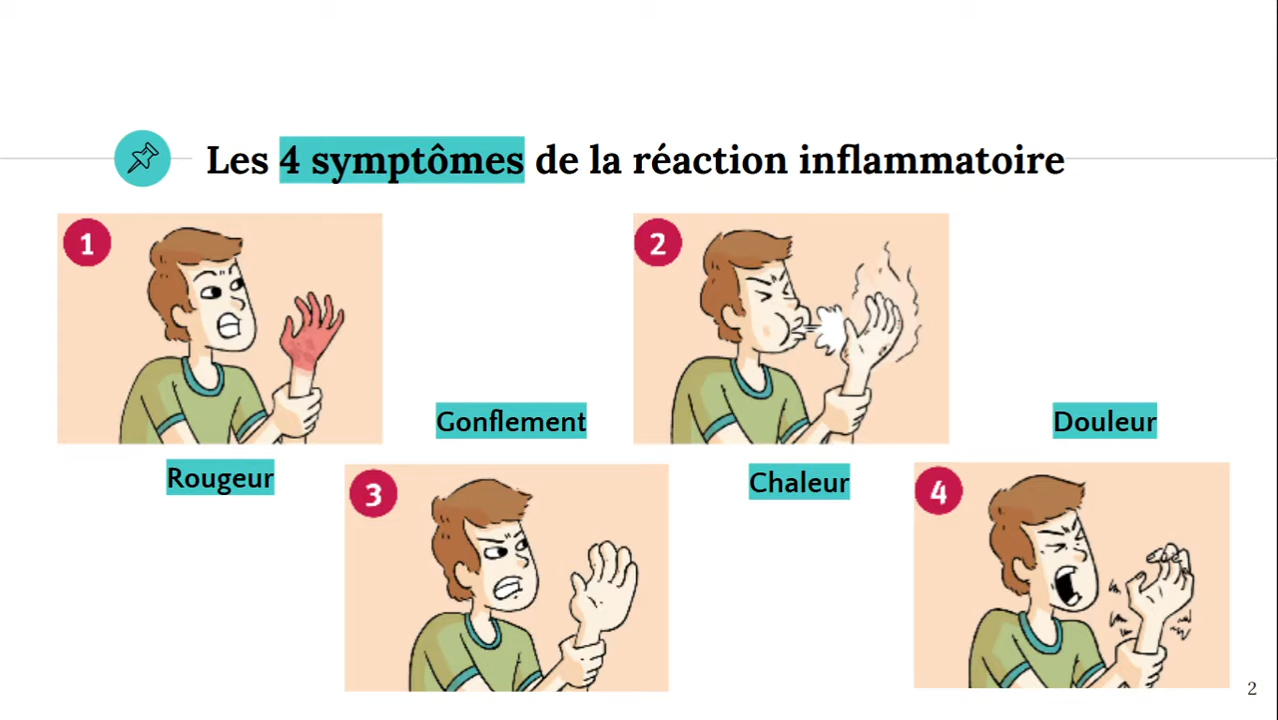 Les 4 symptômes de la réaction inflammatoire
1
Rougeur
2
Chaleur
Gonflement
3
Douleur
4
2